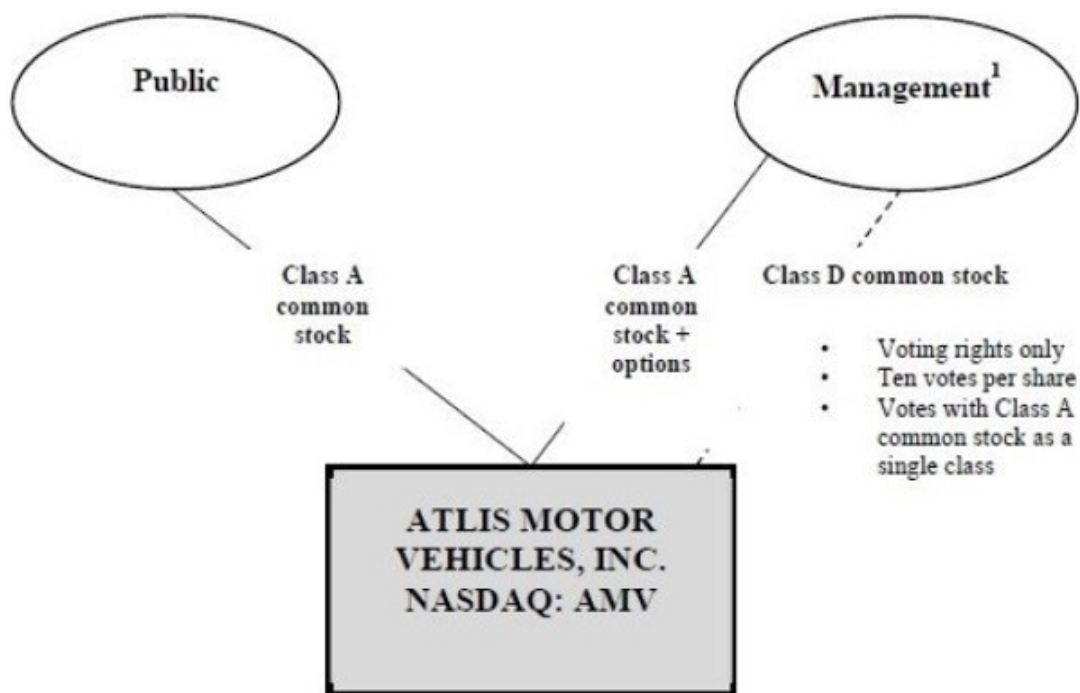 Public
Management¹
Class A
common
stock
Class A
common
stock +
options
Class D common stock
• Voting rights only
• Ten votes per share
• Votes with Class A
common stock as a
single class
ATLIS MOTOR
VEHICLES, INC.
NASDAQ: AMV